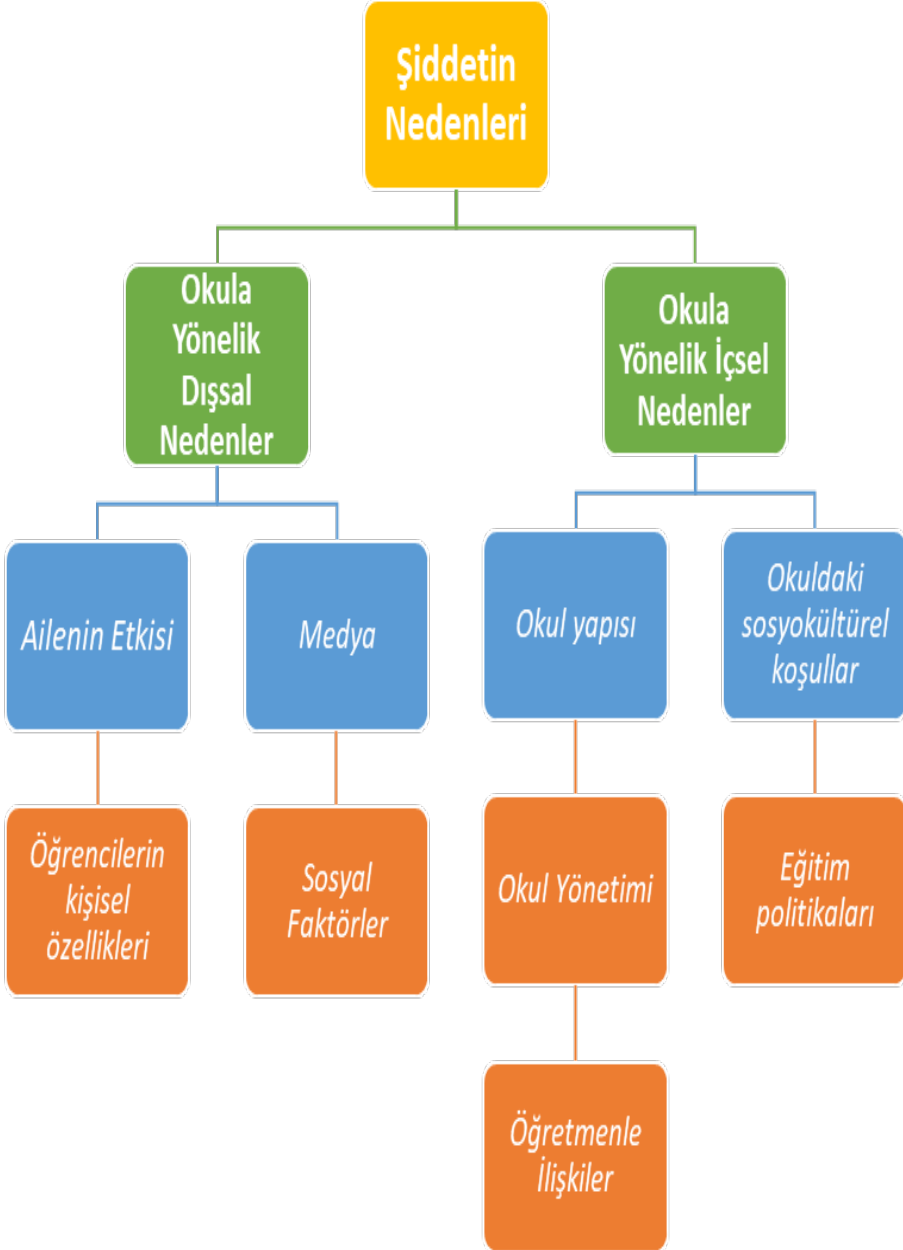 Şiddetin
Nedenleri
Okula
Yönelik
Dışsal
Nedenler
Okula
Yönelik İçsel
Nedenler
Ailenin Etkisi
Medya
Okul yapısı
Okuldaki
sosyokültürel
koşullar
Öğrencilerin
kişisel
özellikleri
Sosyal
Faktörler
Okul Yönetimi
Eğitim
politikaları
Öğretmenle
İlişkiler